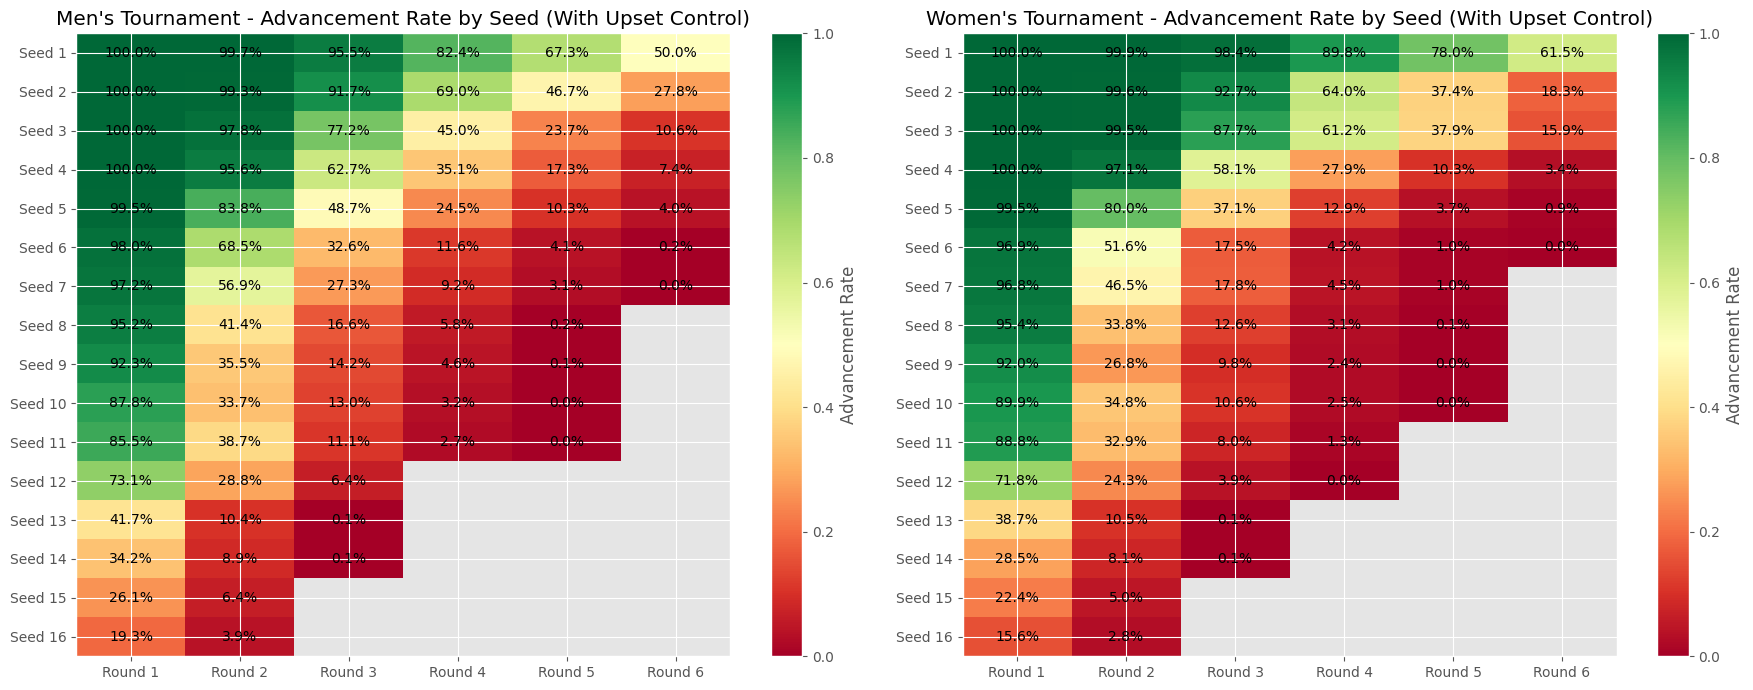 Men's Tournament - Advancement Rate by Seed (With Upset Control)
Seed 1 100.0% 99.7% 95.5% 82.4% 67.3% 50.0%
Seed 2 100.0% 99.3% 91.7% 69.0% 46.7% 27.8%
Seed 3 100.0% 97.8% 77.2% 45.0% 23.7% 10.6%
Seed 4 100.0% 95.6% 62.7% 35.1% 17.3% 7.4%
Seed 5 99.5% 83.8% 48.7% 24.5% 10.3% 4.0%
Seed 6 98.0% 68.5% 32.6% 11.6% 4.1% 0.2%
Seed 7 97.2% 56.9% 27.3% 9.2% 3.1% 0.0%
Seed 8 95.2% 41.4% 16.6% 5.8% 0.2%
Seed 9 92.3% 35.5% 14.2% 4.6% 0.1%
Seed 10 87.8% 33.7% 13.0% 3.2% 0.0%
Seed 11 85.5% 38.7% 11.1% 2.7% 0.0%
Seed 12 73.1% 28.8% 6.4%
Seed 13 41.7% 10.4% 0.1%
Seed 14 34.2% 8.9% 0.1%
Seed 15 26.1% 6.4%
Seed 16 19.3% 3.9%
Round 1 Round 2 Round 3 Round 4 Round 5 Round 6
1.0
0.8
0.6
0.4
0.2
0.0
Advancement Rate
Women's Tournament - Advancement Rate by Seed (With Upset Control)
Seed 1 100.0% 99.9% 98.4% 89.8% 78.0% 61.5%
Seed 2 100.0% 99.6% 92.7% 64.0% 37.4% 18.3%
Seed 3 100.0% 99.5% 87.7% 61.2% 37.9% 15.9%
Seed 4 100.0% 97.1% 58.1% 27.9% 10.3% 3.4%
Seed 5 99.5% 80.0% 37.1% 12.9% 3.7% 0.9%
Seed 6 96.9% 51.6% 17.5% 4.2% 1.0% 0.0%
Seed 7 96.8% 46.5% 17.8% 4.5% 1.0%
Seed 8 95.4% 33.8% 12.6% 3.1% 0.1%
Seed 9 92.0% 26.8% 9.8% 2.4% 0.0%
Seed 10 89.9% 34.8% 10.6% 2.5% 0.0%
Seed 11 88.8% 32.9% 8.0% 1.3%
Seed 12 71.8% 24.3% 3.9% 0.0%
Seed 13 38.7% 10.5% 0.1%
Seed 14 28.5% 8.1% 0.1%
Seed 15 22.4% 5.0%
Seed 16 15.6% 2.8%
Round 1 Round 2 Round 3 Round 4 Round 5 Round 6
1.0
0.8
0.6
0.4
0.2
0.0
Advancement Rate